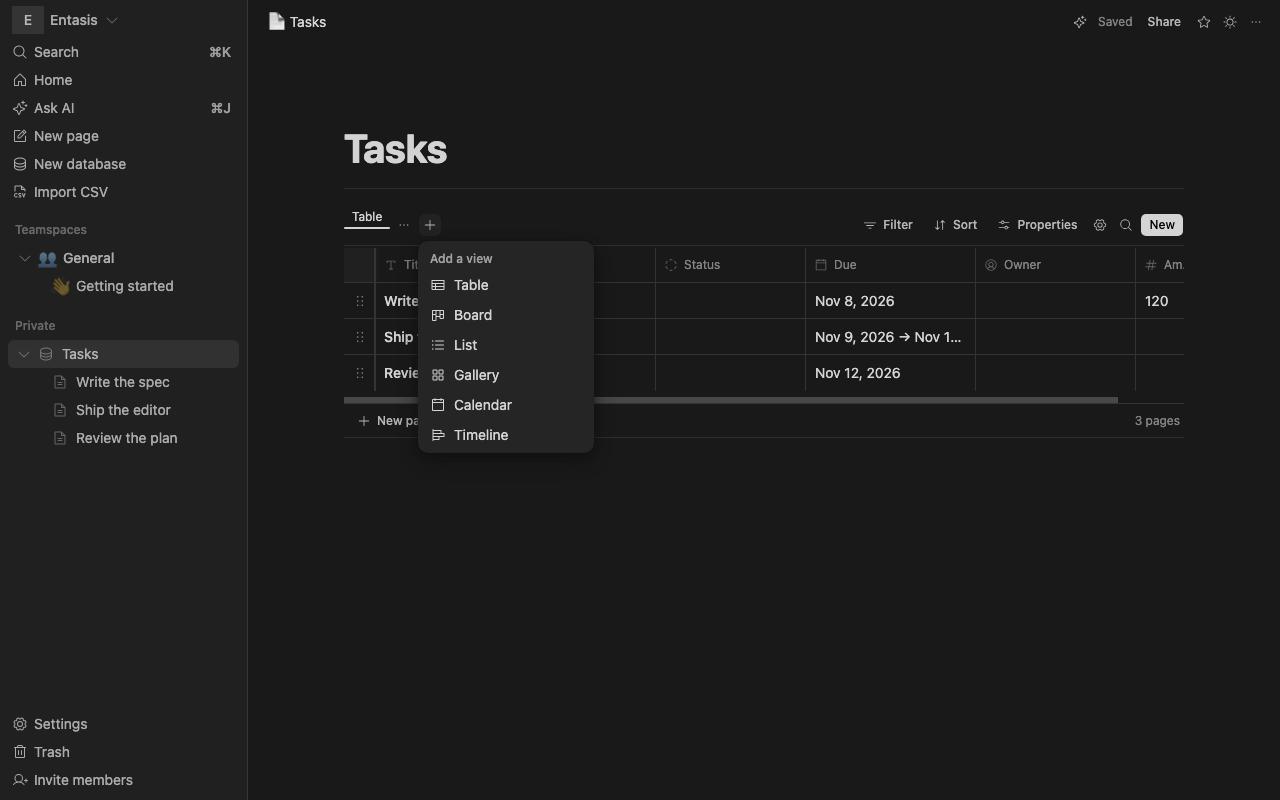 E Entasis
Search ⌘K
Home
Ask AI ⌘J
New page
New database
Import CSV
Teamspaces
General
Getting started
Private
Tasks
Write the spec
Ship the editor
Review the plan
Settings
Trash
Invite members
Tasks
Saved Share
Tasks
Table
Filter Sort Properties New
Add a view
Table
Board
List
Gallery
Calendar
Timeline
Status Due Owner
Write Nov 8, 2026 120
Ship Nov 9, 2026 → Nov 1...
Nov 12, 2026
New 3 pages